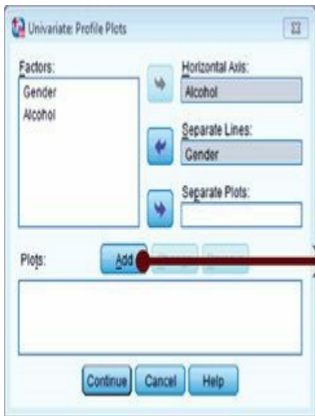 Univariate: Profile Plots
Factors:
Gender
Alcohol
Horizontal Axis:
Alcohol
Separate Lines:
Gender
Separate Plots:
Plots:
Add
Continue Cancel Help